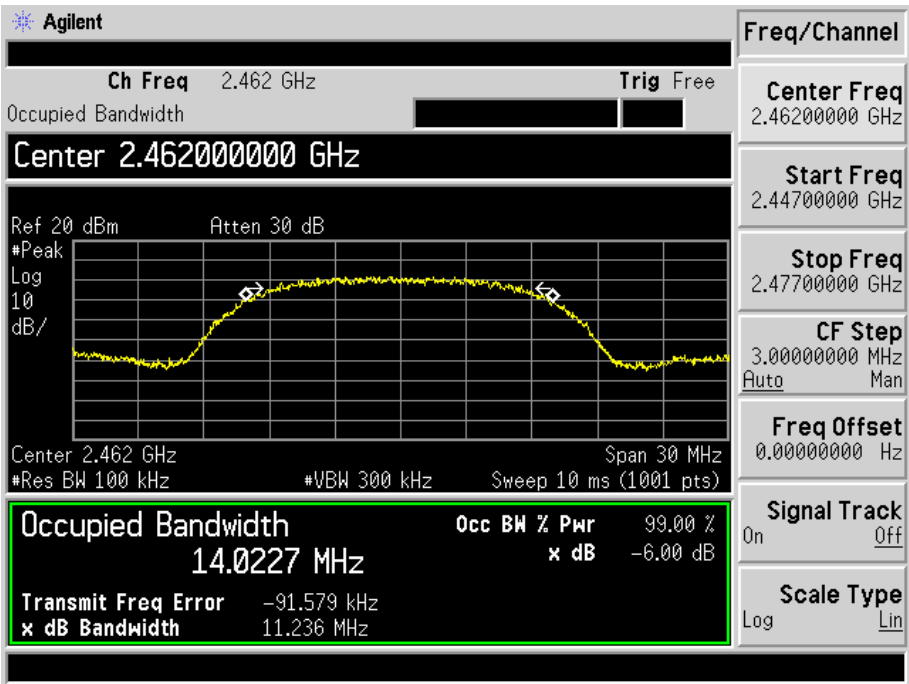 Agilent
Freq/Channel
Ch Freq 2.462 GHz Trig Free
Occupied Bandwidth
Center 2.462000000 GHz
Ref 20 dBm Atten 30 dB
#Peak
Log
10
dB/
Center 2.462 GHz Span 30 MHz
#Res BW 100 kHz #VBW 300 kHz Sweep 10 ms (1001 pts)
Occupied Bandwidth
14.0227 MHz
Occ BW % Pwr 99.00 %
x dB -6.00 dB
Transmit Freq Error -91.579 kHz
x dB Bandwidth 11.236 MHz
Center Freq
2.46200000 GHz
Start Freq
2.44700000 GHz
Stop Freq
2.47700000 GHz
CF Step
3.00000000 MHz
Auto Man
Freq Offset
0.00000000 Hz
Signal Track
On Off
Scale Type
Log Lin